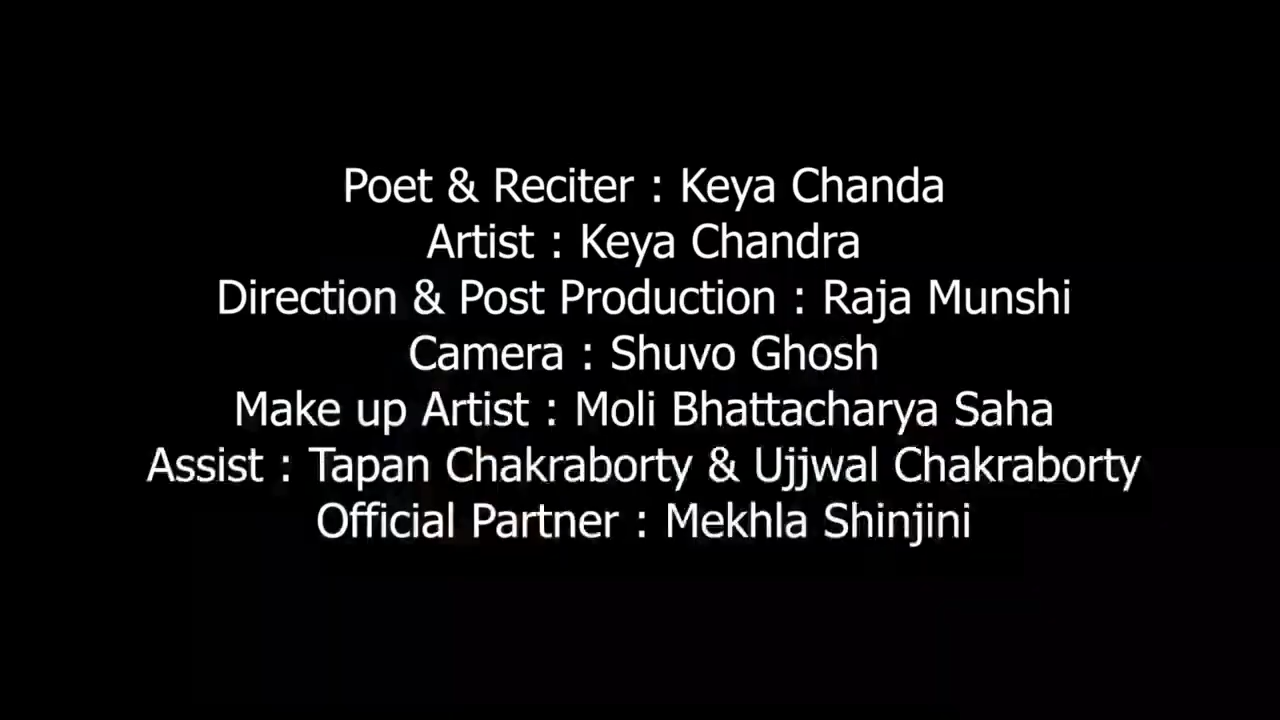 Poet & Reciter : Keya Chanda
Artist : Keya Chandra
Direction & Post Production : Raja Munshi
Camera : Shuvo Ghosh
Make up Artist : Moli Bhattacharya Saha
Assist : Tapan Chakraborty & Ujjwal Chakraborty
Official Partner : Mekhla Shinjini